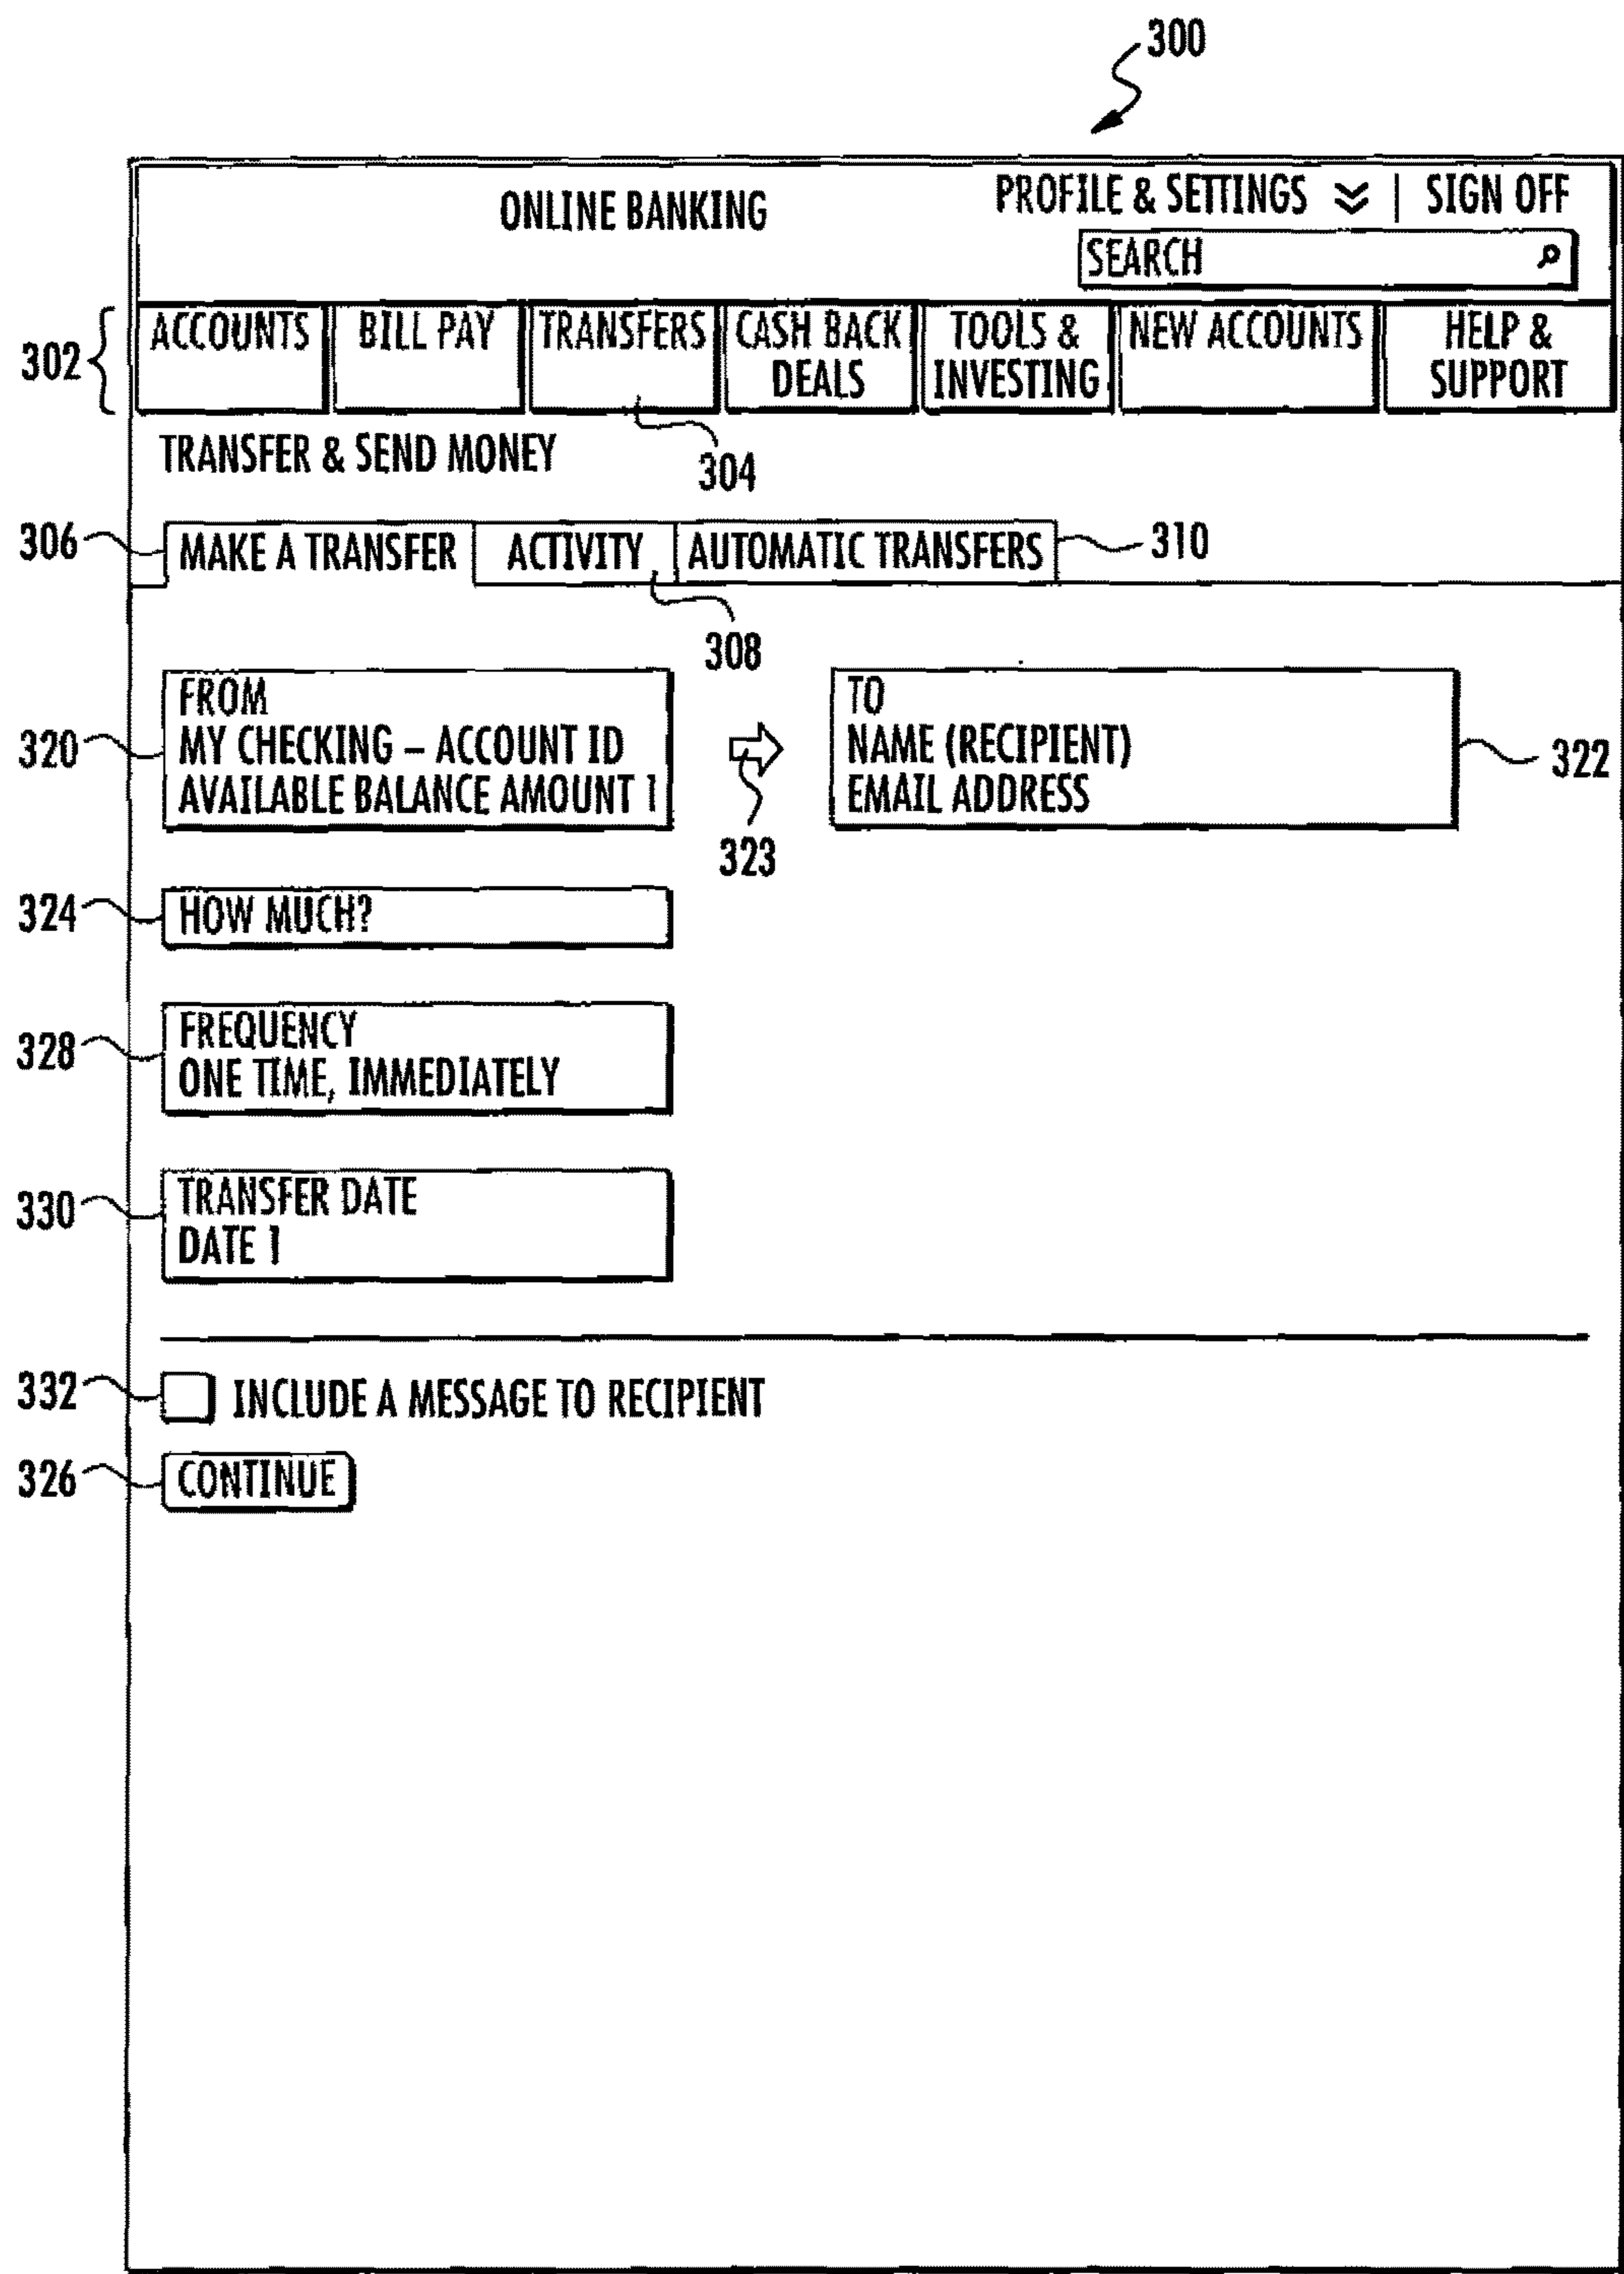 300
ONLINE BANKING
PROFILE & SETTINGS | SIGN OFF
SEARCH
302
ACCOUNTS
BILL PAY
TRANSFERS
CASH BACK
DEALS
TOOLS &
INVESTING
NEW ACCOUNTS
HELP &
SUPPORT
304
TRANSFER & SEND MONEY
306
MAKE A TRANSFER
ACTIVITY
AUTOMATIC TRANSFERS
310
308
320
FROM
MY CHECKING – ACCOUNT ID
AVAILABLE BALANCE AMOUNT 1
323
TO
NAME (RECIPIENT)
EMAIL ADDRESS
322
324
HOW MUCH?
328
FREQUENCY
ONE TIME, IMMEDIATELY
330
TRANSFER DATE
DATE 1
332
INCLUDE A MESSAGE TO RECIPIENT
326
CONTINUE